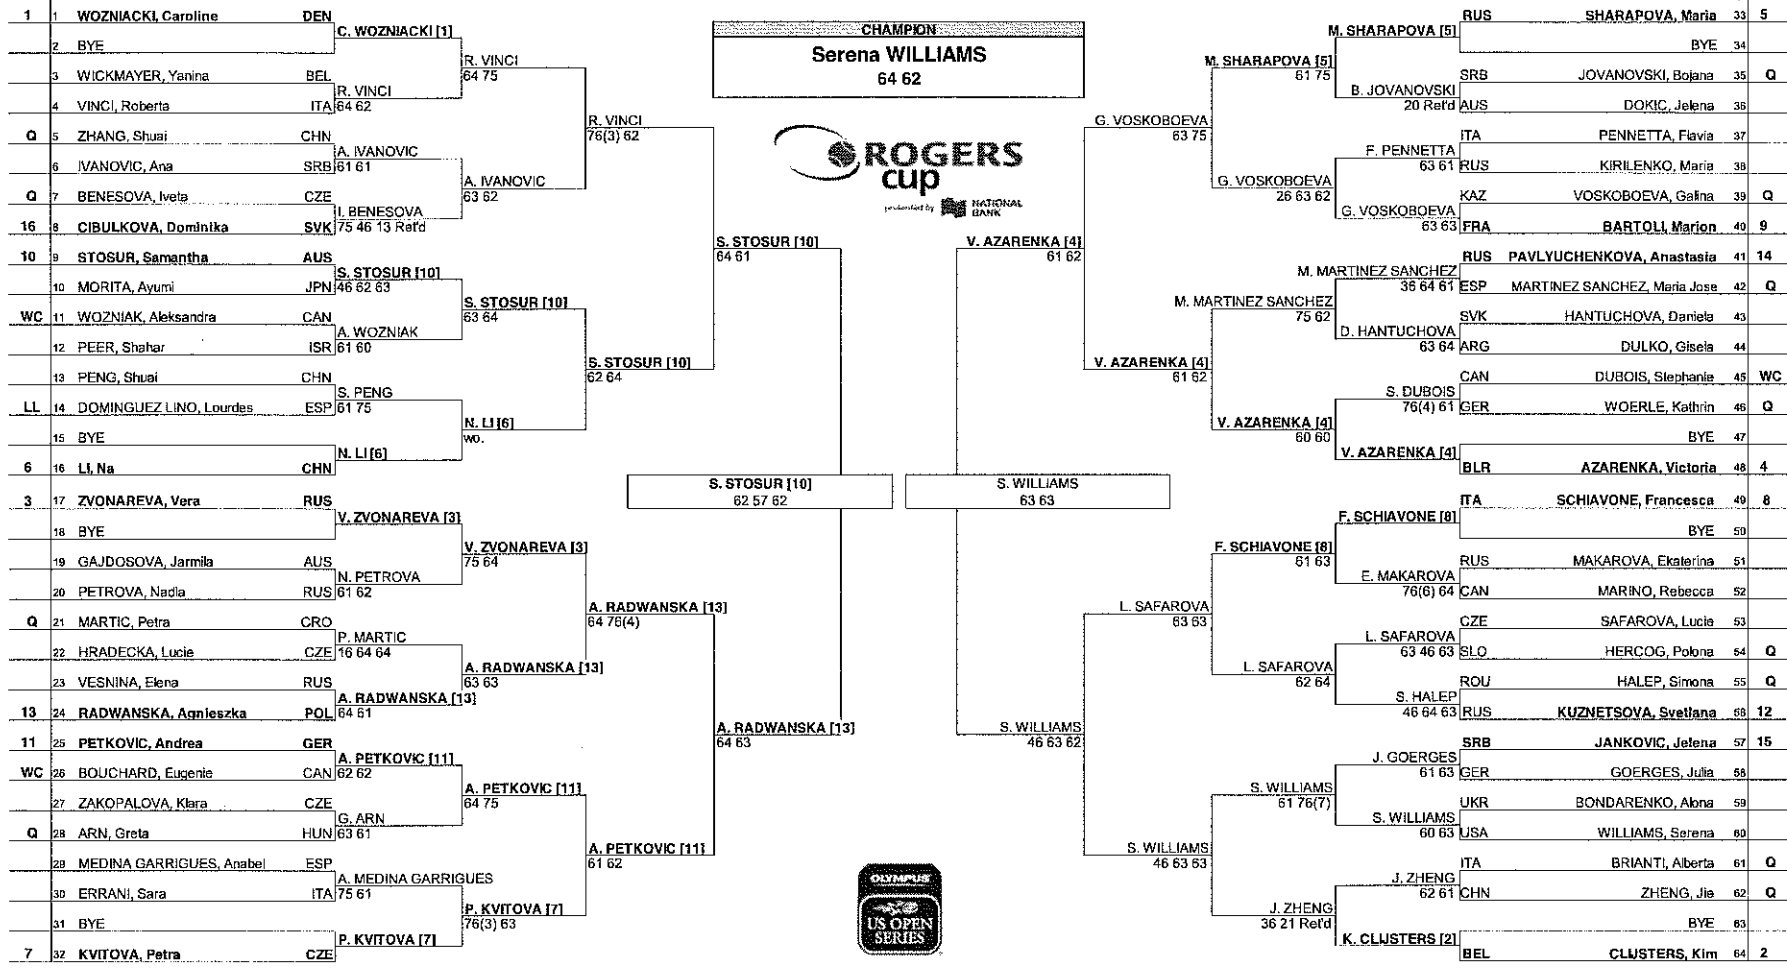 1 1 WOZNIACKI, Caroline DEN
2 BYE
3 WICKMAYER, Yanina BEL
4 VINCI, Roberta ITA
Q 5 ZHANG, Shuai CHN
6 IVANOVIC, Ana SRB
Q 7 BENESOVA, Iveta CZE
16 8 CIBULKOVA, Dominika SVK
10 9 STOSUR, Samantha AUS
10 MORITA, Ayumi JPN
WC 11 WOZNIAK, Aleksandra CAN
12 PEER, Shahar ISR
13 PENG, Shuai CHN
LL 14 DOMINGUEZ LINO, Lourdes ESP
15 BYE
6 16 LI, Na CHN
3 17 ZVONAREVA, Vera RUS
18 BYE
19 GAJDOSOVA, Jarmila AUS
20 PETROVA, Nadia RUS
Q 21 MARTIC, Petra CRO
22 HRADECKA, Lucie CZE
23 VESNINA, Elena RUS
13 24 RADWANSKA, Agnieszka POL
11 25 PETKOVIC, Andrea GER
WC 26 BOUCHARD, Eugenie CAN
27 ZAKOPALOVA, Klara CZE
Q 28 ARN, Greta HUN
29 MEDINA GARRIGUES, Anabel ESP
30 ERRANI, Sara ITA
31 BYE
7 32 KVITOVA, Petra CZE
C. WOZNIACKI [1]
R. VINCI
64 62
A. IVANOVIC
61 61
I. BENESOVA
75 46 13 Ret'd
S. STOSUR [10]
46 62 63
A. WOZNIAK
61 60
S. PENG
61 75
N. LI [6]
V. ZVONAREVA [3]
N. PETROVA
61 62
P. MARTIC
16 64 64
A. RADWANSKA [13]
64 61
A. PETKOVIC [11]
62 62
G. ARN
63 61
A. MEDINA GARRIGUES
75 61
P. KVITOVA [7]
R. VINCI
64 75
A. IVANOVIC
63 62
S. STOSUR [10]
63 64
N. LI [6]
wo.
V. ZVONAREVA [3]
75 64
A. RADWANSKA [13]
63 63
A. PETKOVIC [11]
64 75
P. KVITOVA [7]
76(3) 63
R. VINCI
76(3) 62
S. STOSUR [10]
62 64
A. RADWANSKA [13]
64 76(4)
A. PETKOVIC [11]
61 62
S. STOSUR [10]
64 61
A. RADWANSKA [13]
64 63
S. STOSUR [10]
62 57 62
CHAMPION
Serena WILLIAMS
64 62
ROGERS
cup
presented by NATIONAL
BANK
OLYMPUS
US OPEN
SERIES
S. WILLIAMS
63 63
V. AZARENKA [4]
61 62
S. WILLIAMS
46 63 62
G. VOSKOBOEVA
63 75
V. AZARENKA [4]
61 62
L. SAFAROVA
63 63
S. WILLIAMS
46 63 63
M. SHARAPOVA [5]
61 75
G. VOSKOBOEVA
26 63 62
M. MARTINEZ SANCHEZ
75 62
V. AZARENKA [4]
60 60
F. SCHIAVONE [8]
61 63
L. SAFAROVA
62 64
S. WILLIAMS
61 76(7)
J. ZHENG
36 21 Ret'd
M. SHARAPOVA [5]
B. JOVANOVSKI
20 Ret'd
F. PENNETTA
63 61
G. VOSKOBOEVA
63 63
M. MARTINEZ SANCHEZ
36 64 61
D. HANTUCHOVA
63 64
S. DUBOIS
76(4) 61
V. AZARENKA [4]
F. SCHIAVONE [8]
E. MAKAROVA
76(6) 64
L. SAFAROVA
63 46 63
S. HALEP
46 64 63
J. GOERGES
61 63
S. WILLIAMS
60 63
J. ZHENG
62 61
K. CLIJSTERS [2]
RUS SHARAPOVA, Maria 33 5
BYE 34
SRB JOVANOVSKI, Bojana 35 Q
AUS DOKIC, Jelena 36
ITA PENNETTA, Flavia 37
RUS KIRILENKO, Maria 38
KAZ VOSKOBOEVA, Galina 39 Q
FRA BARTOLI, Marion 40 9
RUS PAVLYUCHENKOVA, Anastasia 41 14
ESP MARTINEZ SANCHEZ, Maria Jose 42 Q
SVK HANTUCHOVA, Daniela 43
ARG DULKO, Gisela 44
CAN DUBOIS, Stephanie 45 WC
GER WOERLE, Kathrin 46 Q
BYE 47
BLR AZARENKA, Victoria 48 4
ITA SCHIAVONE, Francesca 49 8
BYE 50
RUS MAKAROVA, Ekaterina 51
CAN MARINO, Rebecca 52
CZE SAFAROVA, Lucie 53
SLO HERCOG, Polona 54 Q
ROU HALEP, Simona 55 Q
RUS KUZNETSOVA, Svetlana 56 12
SRB JANKOVIC, Jelena 57 15
GER GOERGES, Julia 58
UKR BONDARENKO, Alona 59
USA WILLIAMS, Serena 60
ITA BRIANTI, Alberta 61 Q
CHN ZHENG, Jie 62 Q
BYE 63
BEL CLIJSTERS, Kim 64 2